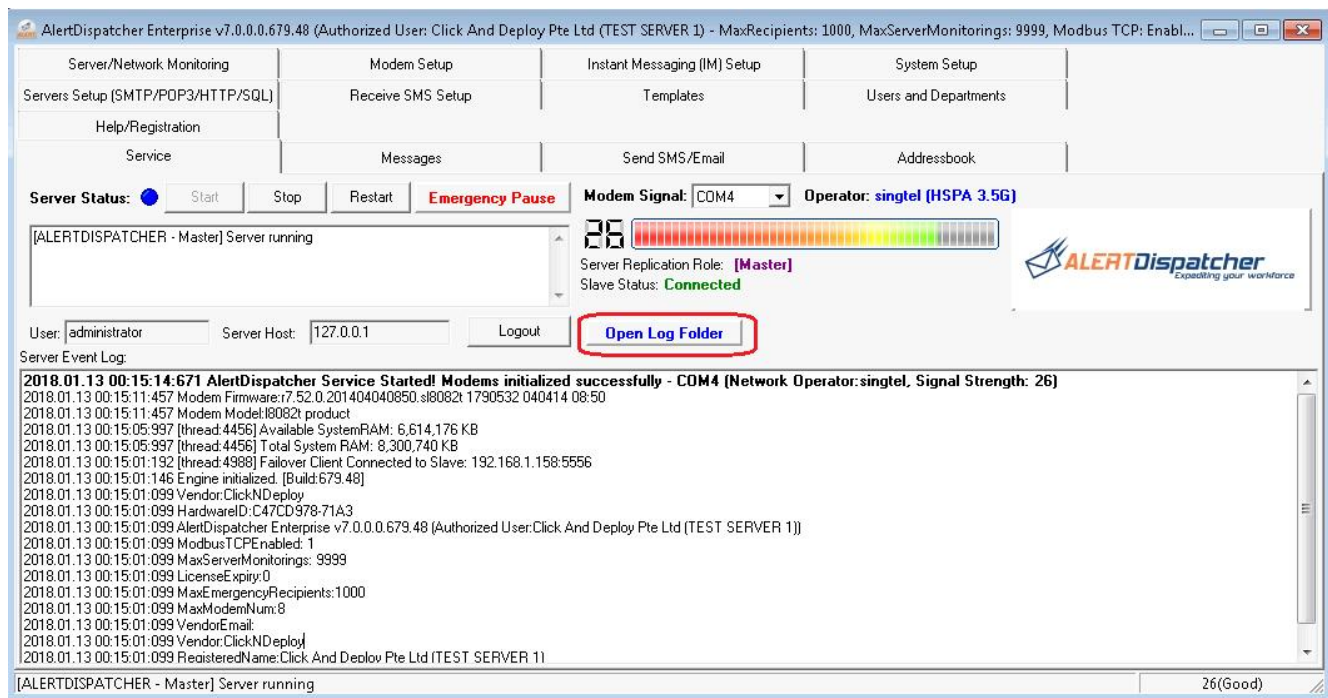 AlertDispatcher Enterprise v7.0.0.0.679.48 (Authorized User: Click And Deploy Pte Ltd (TEST SERVER 1) - MaxRecipients: 1000, MaxServerMonitorings: 9999, Modbus TCP: Enabl...
Server/Network Monitoring Modem Setup Instant Messaging (IM) Setup System Setup
Servers Setup (SMTP/POP3/HTTP/SQL) Receive SMS Setup Templates Users and Departments
Help/Registration
Service Messages Send SMS/Email Addressbook
Server Status: Start Stop Restart Emergency Pause Modem Signal: COM4 Operator: singtel (HSPA 3.5G)
[ALERTDISPATCHER - Master] Server running
26
Server Replication Role: [Master]
Slave Status: Connected
ALERTDispatcher
Expediting your workforce
User: administrator Server Host: 127.0.0.1 Logout Open Log Folder
Server Event Log:
2018.01.13 00:15:14:671 AlertDispatcher Service Started! Modems initialized successfully - COM4 (Network Operator:singtel, Signal Strength: 26)
2018.01.13 00:15:11:457 Modem Firmware:r7.52.0.201404040850.sl8082t 1790532 040414 08:50
2018.01.13 00:15:11:457 Modem Model:l8082t product
2018.01.13 00:15:05:997 [thread:4456] Available SystemRAM: 6,614,176 KB
2018.01.13 00:15:05:997 [thread:4456] Total System RAM: 8,300,740 KB
2018.01.13 00:15:01:192 [thread:4988] Failover Client Connected to Slave: 192.168.1.158:5556
2018.01.13 00:15:01:146 Engine initialized. [Build:679.48]
2018.01.13 00:15:01:099 Vendor:ClickNDeploy
2018.01.13 00:15:01:099 HardwareID:C47CD978-71A3
2018.01.13 00:15:01:099 AlertDispatcher Enterprise v7.0.0.0.679.48 (Authorized User:Click And Deploy Pte Ltd (TEST SERVER 1))
2018.01.13 00:15:01:099 ModbusTCPEnabled: 1
2018.01.13 00:15:01:099 MaxServerMonitorings: 9999
2018.01.13 00:15:01:099 LicenseExpiry:0
2018.01.13 00:15:01:099 MaxEmergencyRecipients:1000
2018.01.13 00:15:01:099 MaxModemNum:8
2018.01.13 00:15:01:099 VendorEmail:
2018.01.13 00:15:01:099 Vendor:ClickNDeploy
2018.01.13 00:15:01:099 RegisteredName:Click And Deploy Pte Ltd (TEST SERVER 1)
[ALERTDISPATCHER - Master] Server running 26(Good)